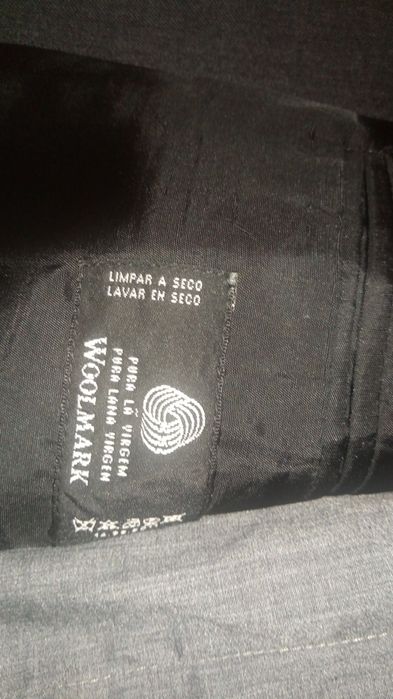 LIMPAR A SECO
LAVAR EN SECO
PURA LÃ VIRGEM
PURA LANA VIRGEN
WOOLMARK